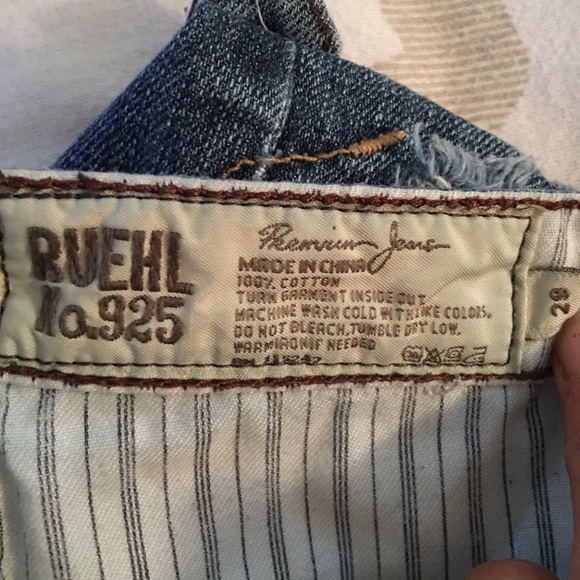 RUEHL
No.925
Premium Jeans
MADE IN CHINA
100% COTTON
TURN GARMENT INSIDE OUT
MACHINE WASH COLD WITH LIKE COLORS.
DO NOT BLEACH, TUMBLE DRY LOW.
WARM IRON IF NEEDED
28